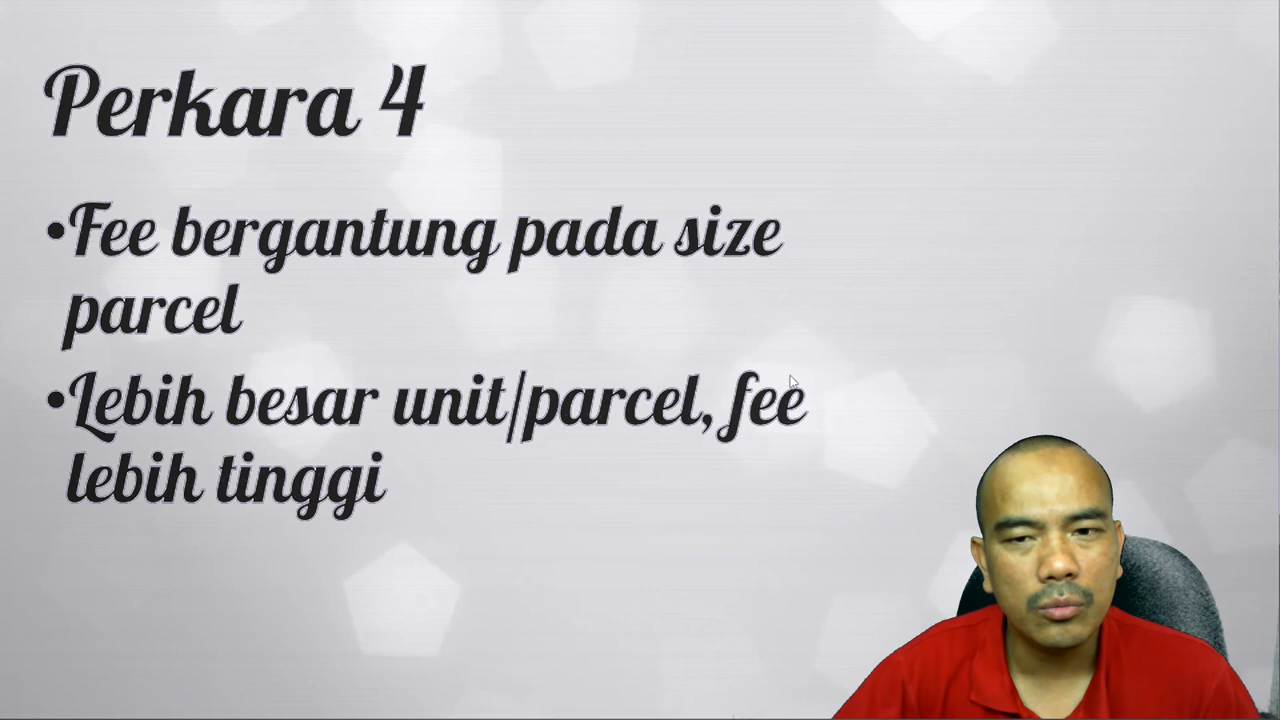 Perkara 4
•Fee bergantung pada size
parcel
•Lebih besar unit/parcel, fee
lebih tinggi